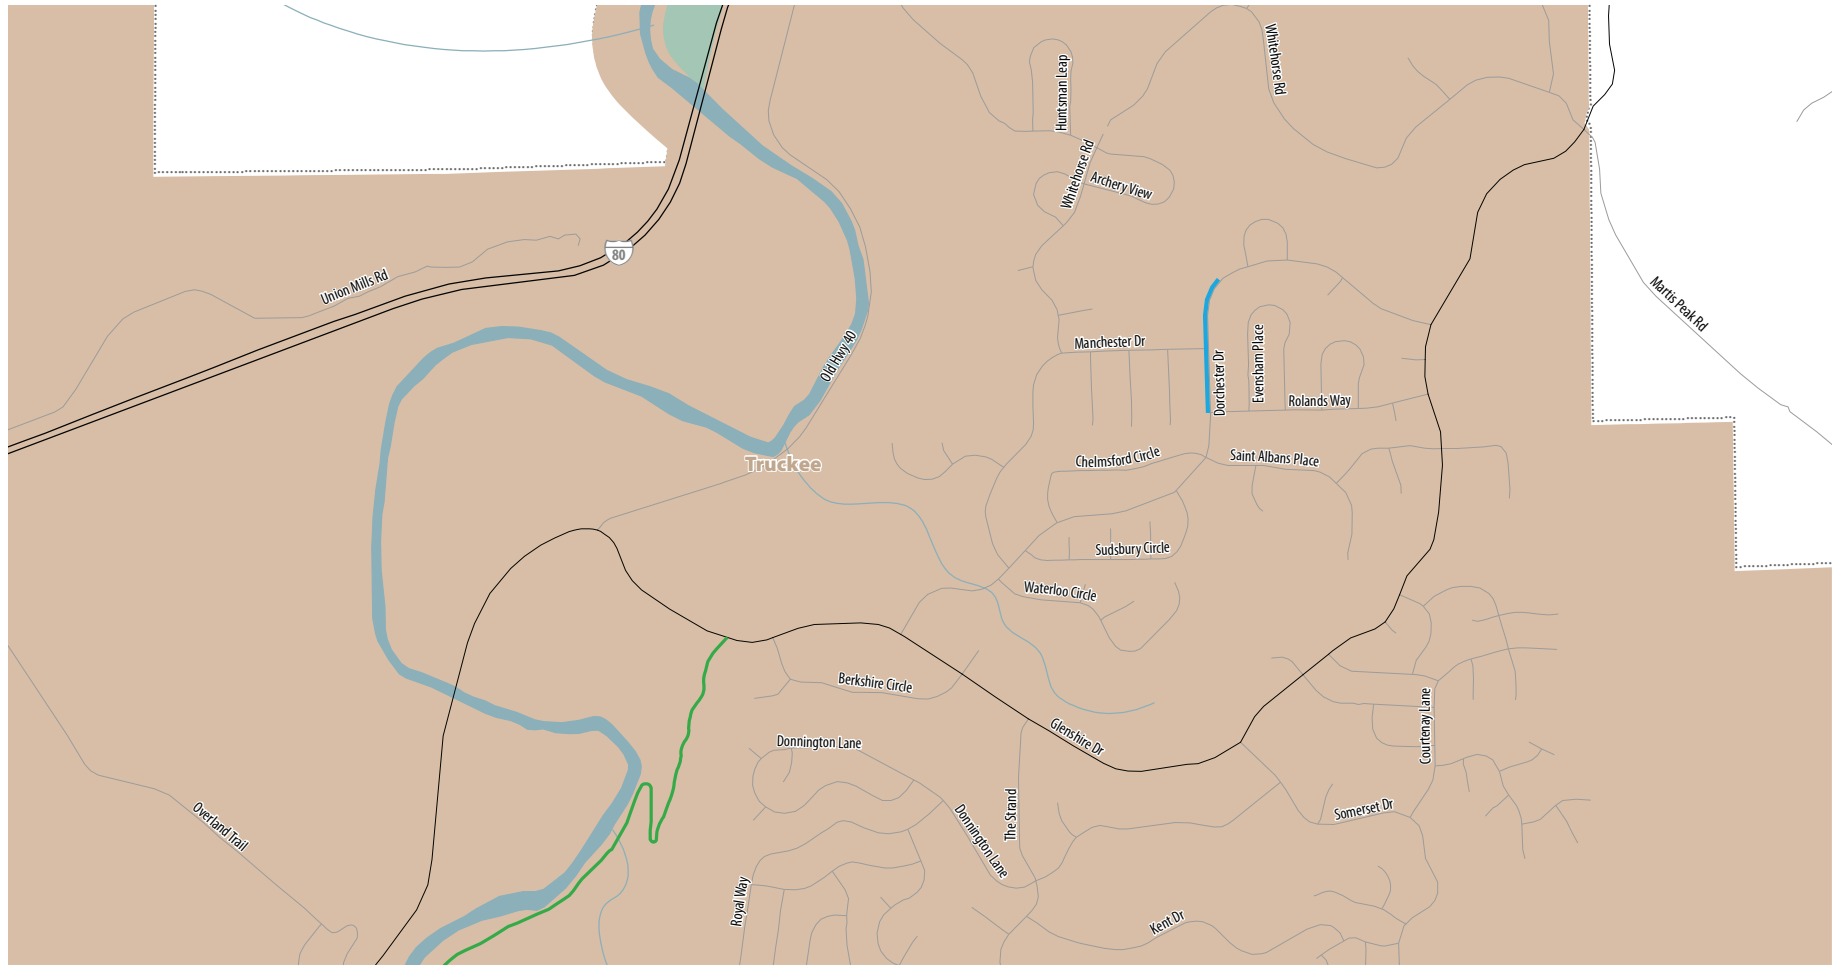 Whitehorse Rd
Huntsman Leap
Whitehorse Rd
Archery View
80
Union Mills Rd
Martis Peak Rd
Old Hwy 40
Manchester Dr
Dorchester Dr
Evensham Place
Rolands Way
Truckee
Chelmsford Circle
Saint Albans Place
Sudsbury Circle
Waterloo Circle
Berkshire Circle
Courtenay Lane
Glenshire Dr
Donnington Lane
Overland Trail
Donnington Lane
The Strand
Somerset Dr
Royal Way
Kent Dr